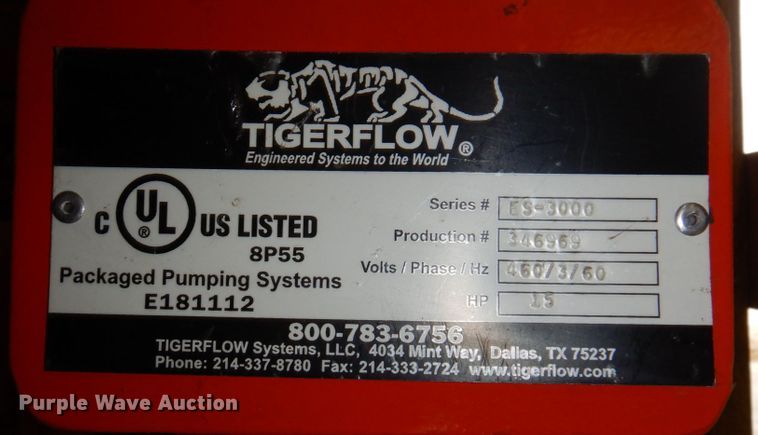 TIGERFLOW®
Engineered Systems to the World
C UL® US LISTED
8P55
Packaged Pumping Systems
E181112
Series # ES-3000
Production # 346969
Volts / Phase / Hz 460/3/60
HP 15
800-783-6756
TIGERFLOW Systems, LLC, 4034 Mint Way, Dallas, TX 75237
Phone: 214-337-8780 Fax: 214-333-2724 www.tigerflow.com
Purple Wave Auction